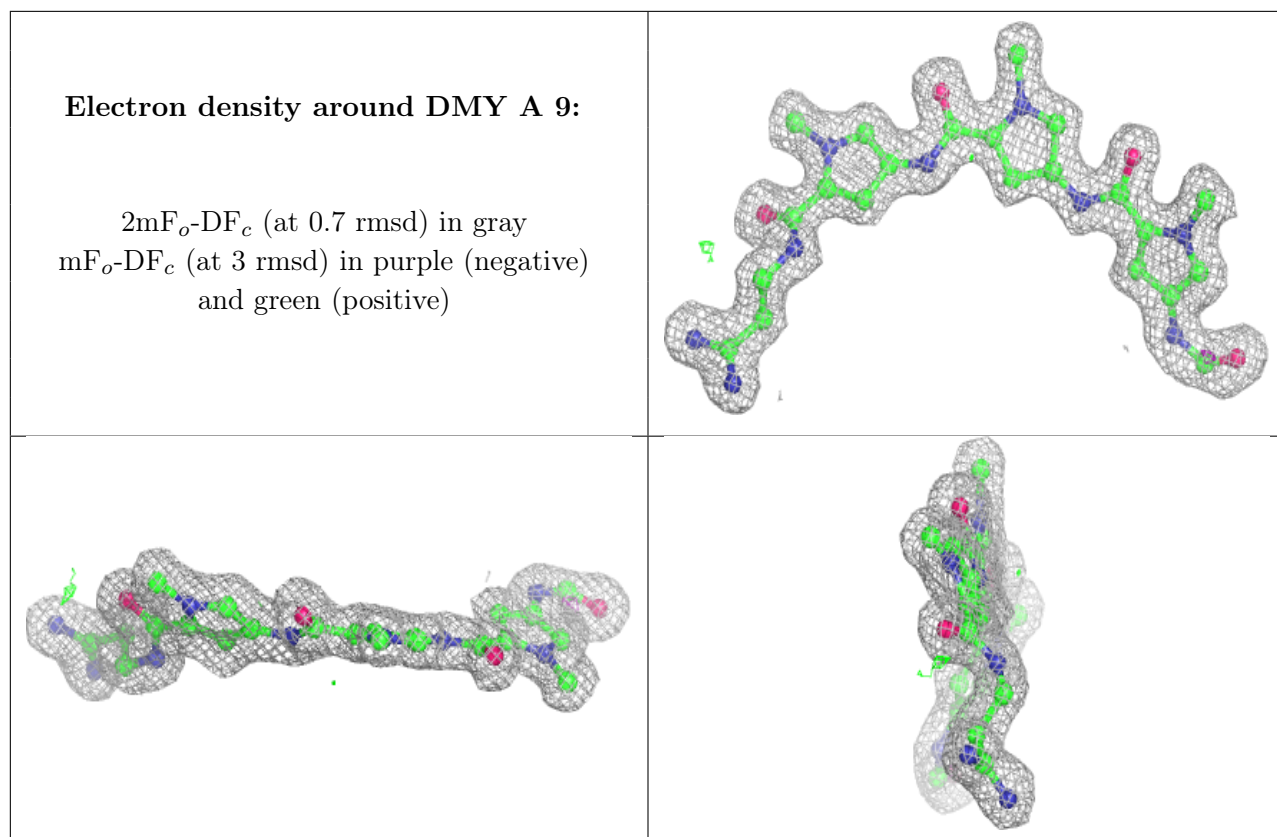 Electron density around DMY A 9:
2mFo-DFc (at 0.7 rmsd) in gray
mFo-DFc (at 3 rmsd) in purple (negative)
and green (positive)